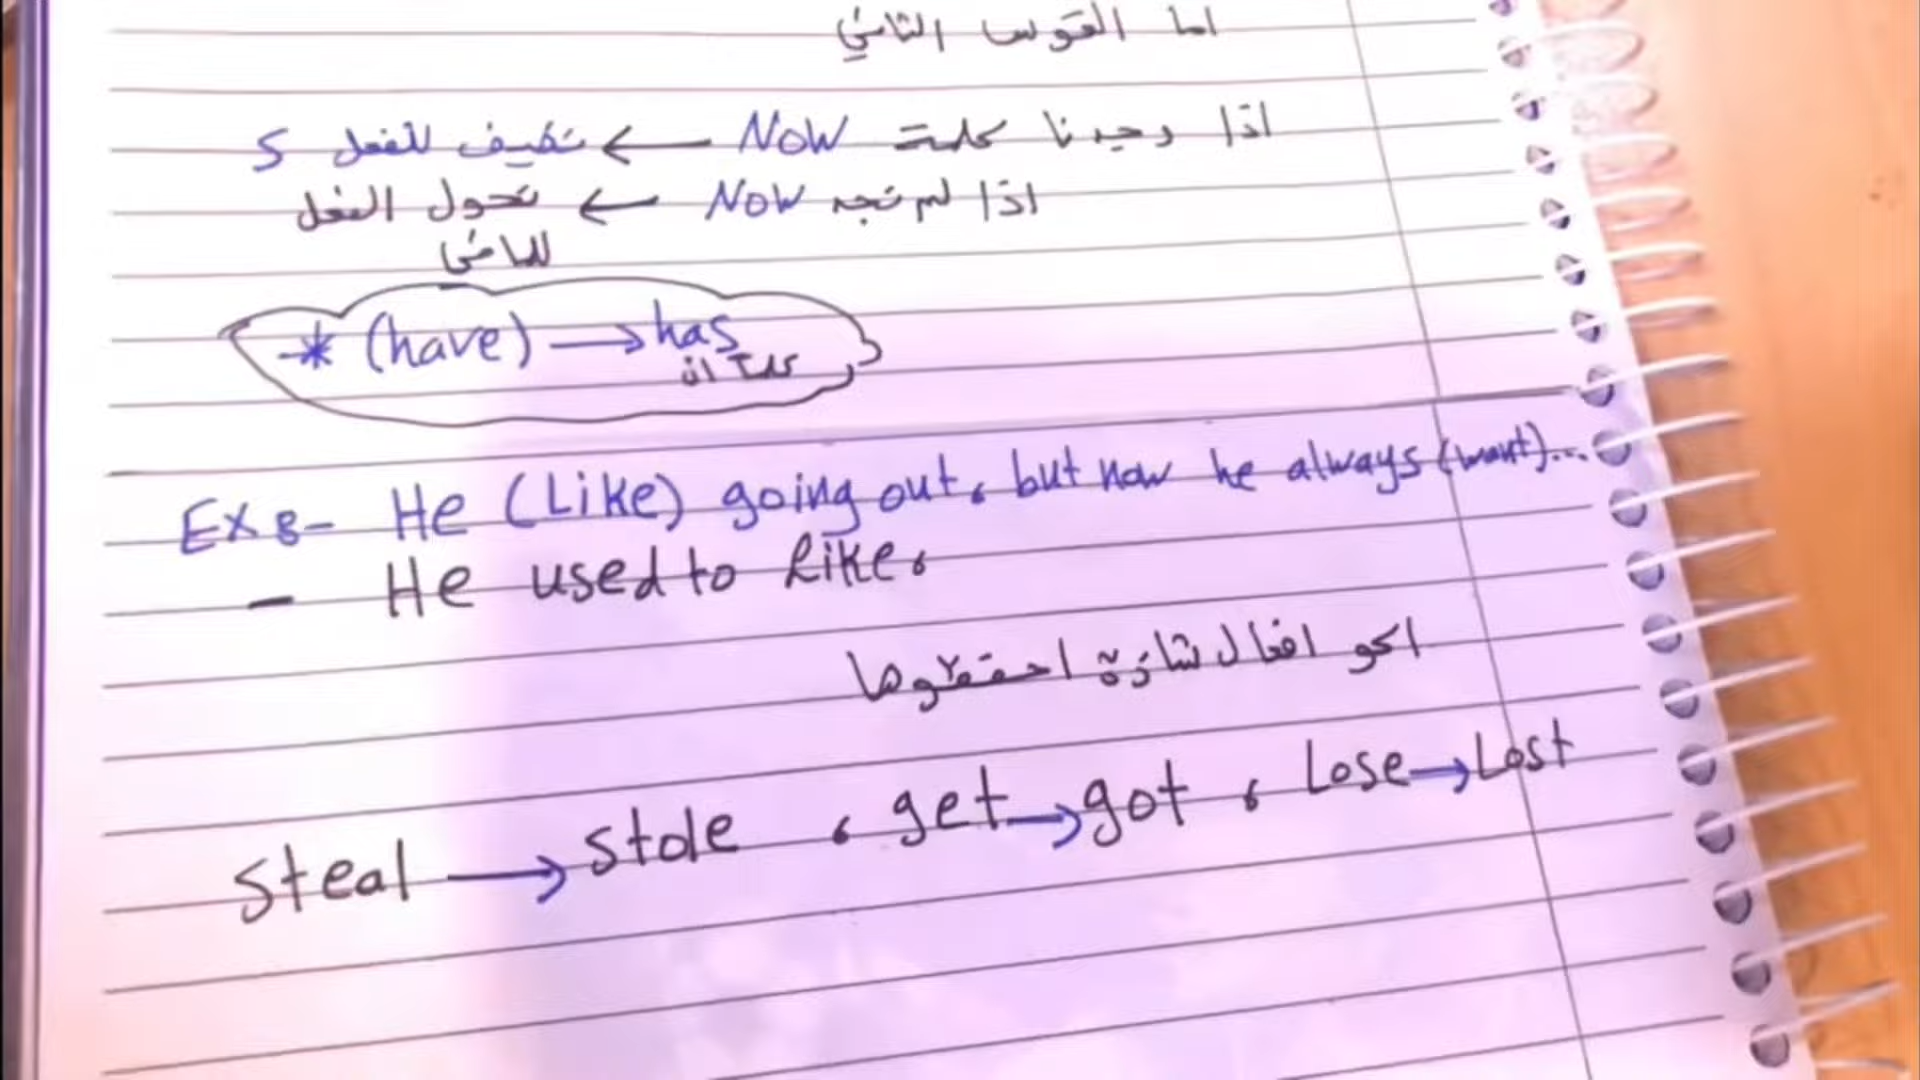 اما القوس الثاني
اذا وجدنا كلمة NOW ← نضيف للفعل S
اذا لم نجد NOW ← نحول الفعل
للماضي
* (have) → has
Ex:- He (Like) going out, but now he always (want)...
- He used to like,
اكو افعال شاذة احفظوها
steal → stole , get → got , Lose → Lost